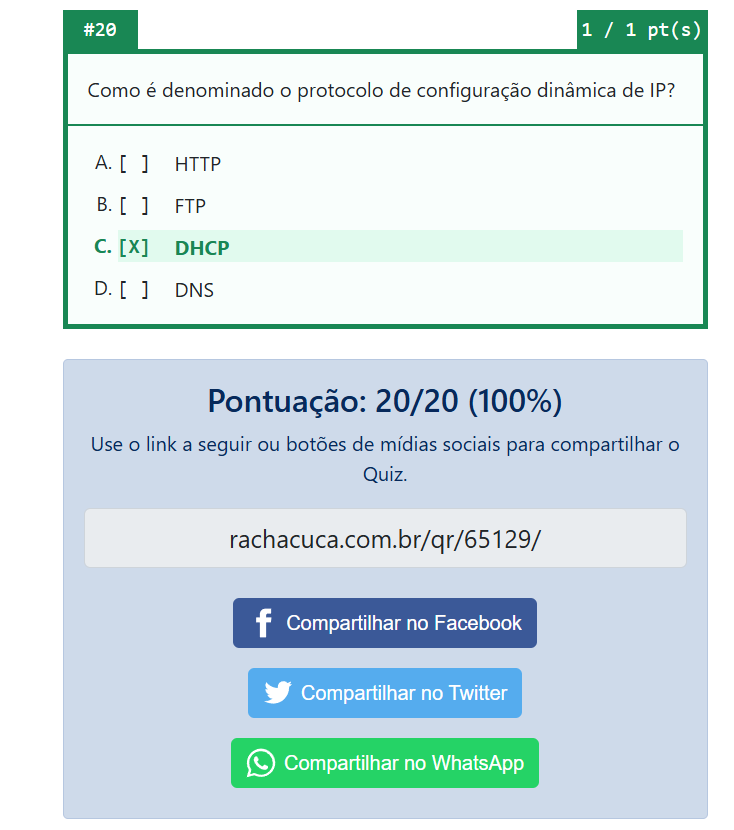 #20
1 / 1 pt(s)
Como é denominado o protocolo de configuração dinâmica de IP?
A. [ ] HTTP
B. [ ] FTP
C. [X] DHCP
D. [ ] DNS
Pontuação: 20/20 (100%)
Use o link a seguir ou botões de mídias sociais para compartilhar o
Quiz.
rachacuca.com.br/qr/65129/
Compartilhar no Facebook
Compartilhar no Twitter
Compartilhar no WhatsApp